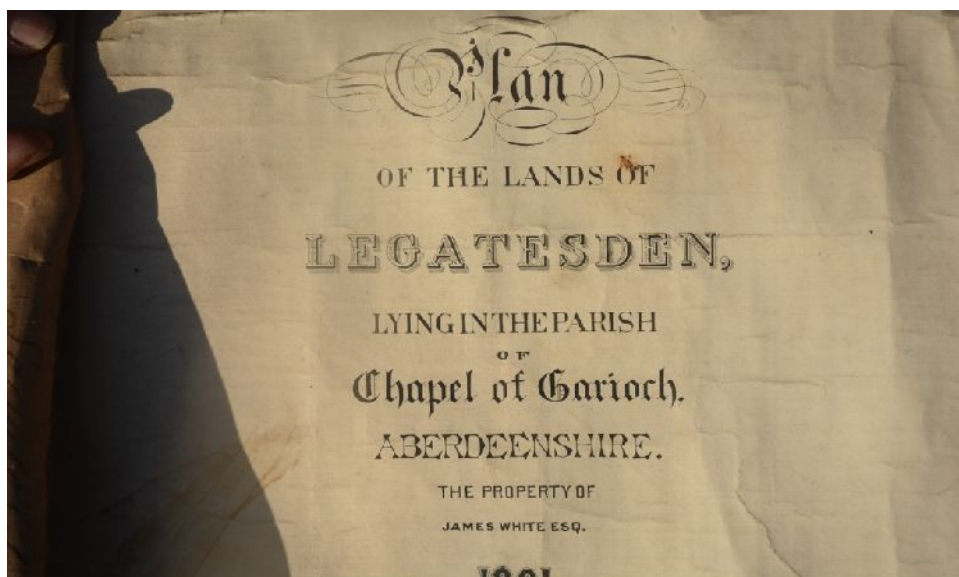 Plan
OF THE LANDS OF
LEGATESDEN,
LYING IN THE PARISH
OF
Chapel of Garioch.
ABERDEENSHIRE.
THE PROPERTY OF
JAMES WHITE ESQ.